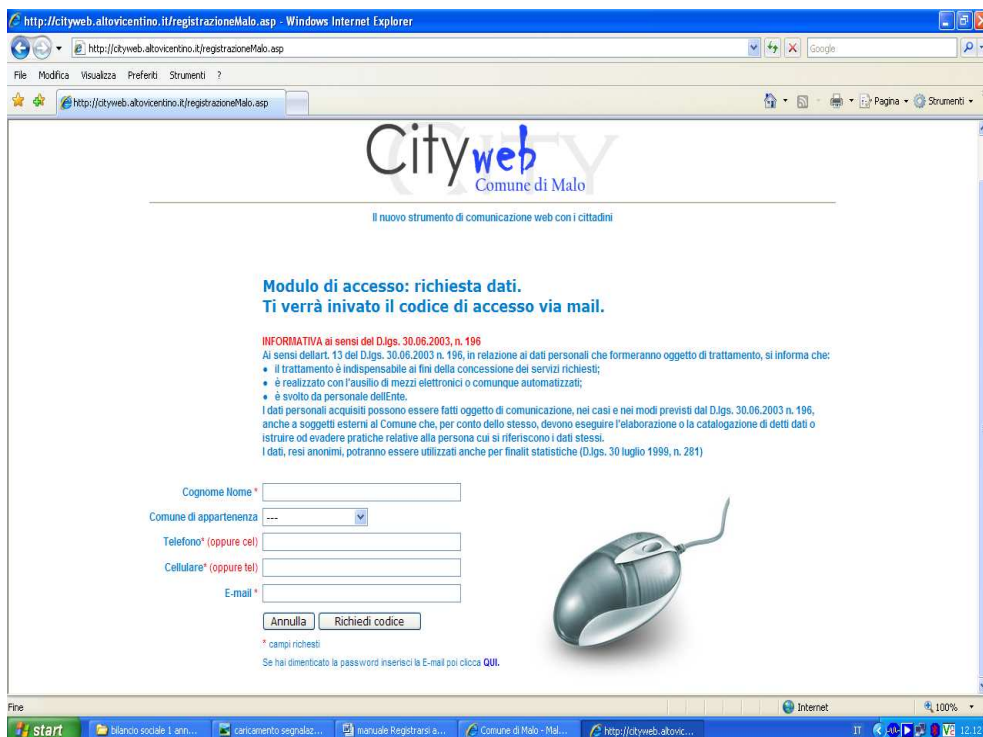 http://cityweb.altovicentino.it/registrazioneMalo.asp - Windows Internet Explorer
http://cityweb.altovicentino.it/registrazioneMalo.asp
Google
File Modifica Visualizza Preferiti Strumenti ?
http://cityweb.altovicentino.it/registrazioneMalo.asp
Pagina Strumenti
CITY
City web
Comune di Malo
Il nuovo strumento di comunicazione web con i cittadini
Modulo di accesso: richiesta dati.
Ti verrà inivato il codice di accesso via mail.
INFORMATIVA ai sensi del D.lgs. 30.06.2003, n. 196
Ai sensi dellart. 13 del D.lgs. 30.06.2003 n. 196, in relazione ai dati personali che formeranno oggetto di trattamento, si informa che:
• il trattamento è indispensabile ai fini della concessione dei servizi richiesti;
• è realizzato con l'ausilio di mezzi elettronici o comunque automatizzati;
• è svolto da personale dellEnte.
I dati personali acquisiti possono essere fatti oggetto di comunicazione, nei casi e nei modi previsti dal D.lgs. 30.06.2003 n. 196,
anche a soggetti esterni al Comune che, per conto dello stesso, devono eseguire l'elaborazione o la catalogazione di detti dati o
istruire od evadere pratiche relative alla persona cui si riferiscono i dati stessi.
I dati, resi anonimi, potranno essere utilizzati anche per finalit statistiche (D.lgs. 30 luglio 1999, n. 281)
Cognome Nome *
Comune di appartenenza ---
Telefono* (oppure cel)
Cellulare* (oppure tel)
E-mail *
Annulla Richiedi codice
* campi richesti
Se hai dimenticato la password inserisci la E-mail poi clicca QUI.
Fine Internet 100%
start bilancio sociale 1 ann... caricamento segnalaz... manuale Registrarsi a... Comune di Malo - Mal... http://cityweb.altovic... IT 12.12